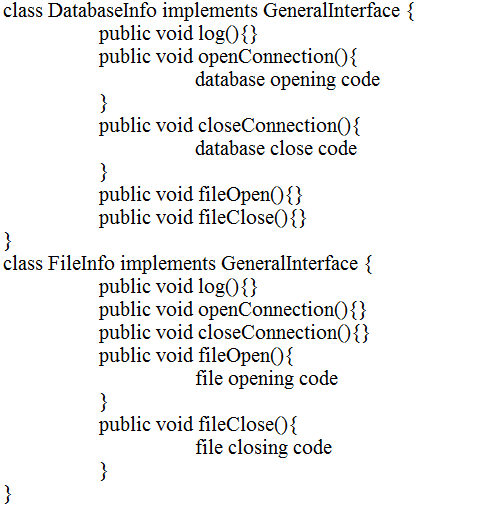 class DatabaseInfo implements GeneralInterface {
public void log(){}
public void openConnection(){
database opening code
}
public void closeConnection(){
database close code
}
public void fileOpen(){}
public void fileClose(){}
}
class FileInfo implements GeneralInterface {
public void log(){}
public void openConnection(){}
public void closeConnection(){}
public void fileOpen(){
file opening code
}
public void fileClose(){
file closing code
}
}